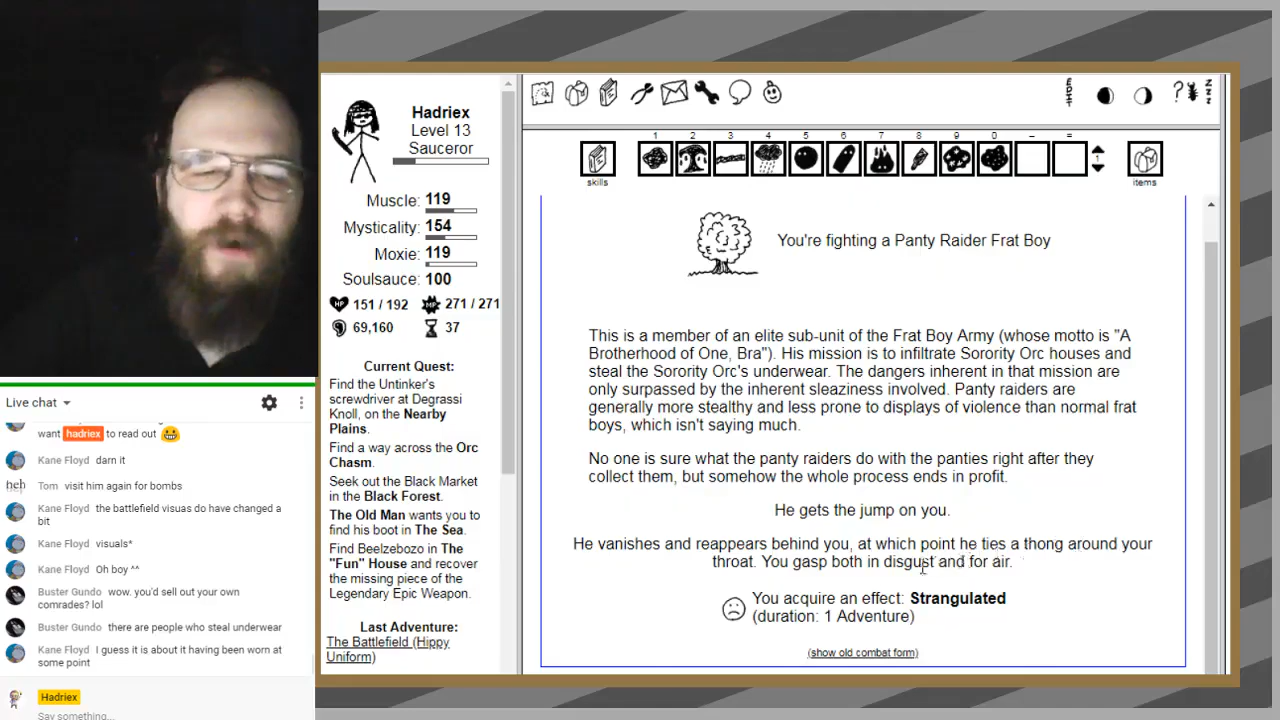 Hadriex
Level 13
Sauceror
Muscle: 119
Mysticality: 154
Moxie: 119
Soulsauce: 100
HP 151 / 192
MP 271 / 271
69,160
37
Current Quest:
Find the Untinker's
screwdriver at Degrassi
Knoll, on the Nearby
Plains.
Find a way across the Orc
Chasm.
Seek out the Black Market
in the Black Forest.
The Old Man wants you to
find his boot in The Sea.
Find Beelzebozo in The
"Fun" House and recover
the missing piece of the
Legendary Epic Weapon.
Last Adventure:
The Battlefield (Hippy
Uniform)
1 2 3 4 5 6 7 8 9 0 – =
1
skills
items
You're fighting a Panty Raider Frat Boy
This is a member of an elite sub-unit of the Frat Boy Army (whose motto is "A
Brotherhood of One, Bra"). His mission is to infiltrate Sorority Orc houses and
steal the Sorority Orc's underwear. The dangers inherent in that mission are
only surpassed by the inherent sleaziness involved. Panty raiders are
generally more stealthy and less prone to displays of violence than normal frat
boys, which isn't saying much.
No one is sure what the panty raiders do with the panties right after they
collect them, but somehow the whole process ends in profit.
He gets the jump on you.
He vanishes and reappears behind you, at which point he ties a thong around your
throat. You gasp both in disgust and for air.
You acquire an effect: Strangulated
(duration: 1 Adventure)
(show old combat form)
Live chat
want hadriex to read out
Kane Floyd darn it
neh Tom visit him again for bombs
Kane Floyd the battlefield visuas do have changed a
bit
Kane Floyd visuals*
Kane Floyd Oh boy ^^
Buster Gundo wow. you'd sell out your own
comrades? lol
Buster Gundo there are people who steal underwear
Kane Floyd I guess it is about it having been worn at
some point
Hadriex
Say something...